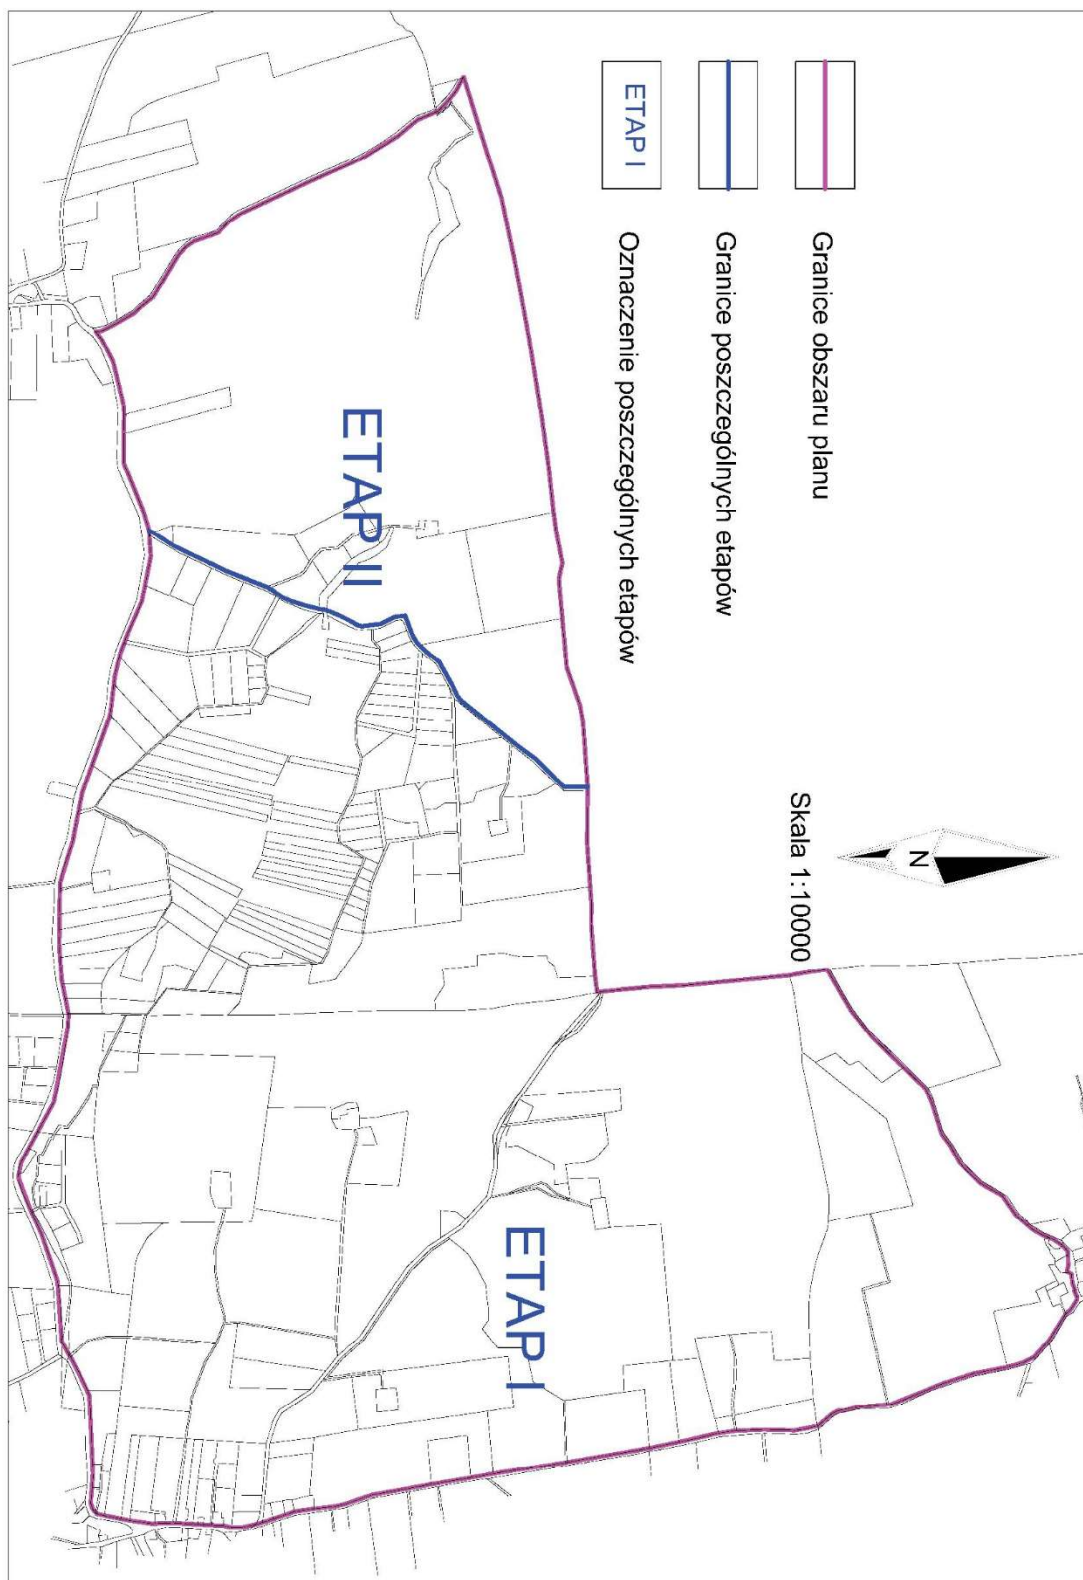 Granice obszaru planu
Granice poszczególnych etapów
ETAP I
Oznaczenie poszczególnych etapów
N
Skala 1:10000
ETAP II
ETAP I